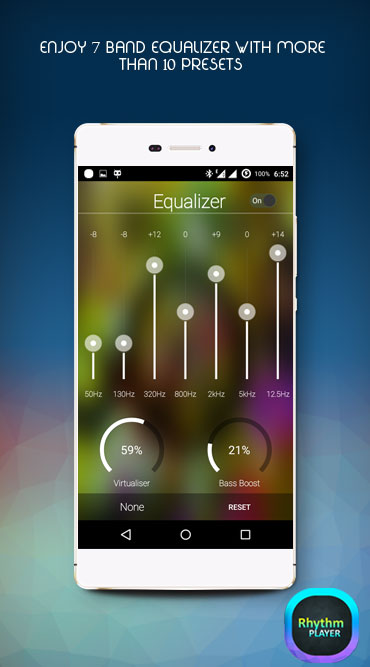 ENJOY 7 BAND EQUALIZER WITH MORE
THAN 10 PRESETS
100% 6:52
Equalizer On
-8 -8 +12 0 +9 0 +14
50Hz 130Hz 320Hz 800Hz 2kHz 5kHz 12.5Hz
59% 21%
Virtualiser Bass Boost
None RESET
Rhythm
PLAYER